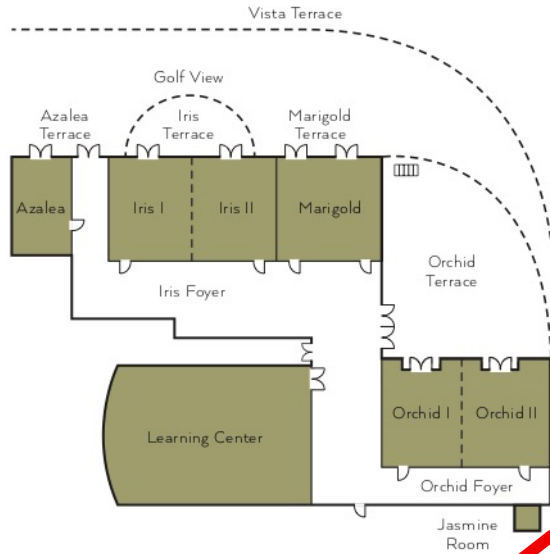 Vista Terrace
Golf View
Azalea
Terrace
Iris
Terrace
Marigold
Terrace
Azalea
Iris I
Iris II
Marigold
Orchid
Terrace
Iris Foyer
Orchid I
Orchid II
Learning Center
Orchid Foyer
Jasmine
Room